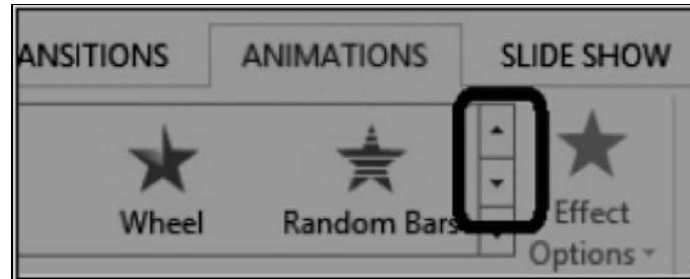 ANSITIONS ANIMATIONS SLIDE SHOW
Wheel Random Bars Effect
Options